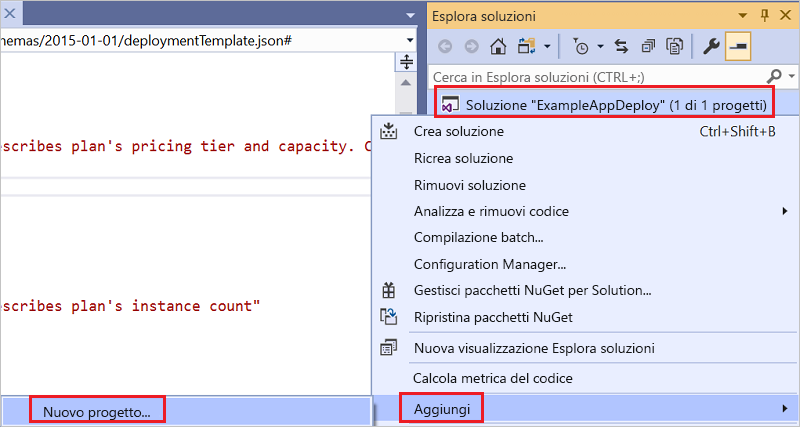 Esplora soluzioni
hemas/2015-01-01/deploymentTemplate.json#
Cerca in Esplora soluzioni (CTRL+;)
Soluzione "ExampleAppDeploy" (1 di 1 progetti)
Crea soluzione Ctrl+Shift+B
scribes plan's pricing tier and capacity. C
Ricrea soluzione
Rimuovi soluzione
Analizza e rimuovi codice
Compilazione batch...
Configuration Manager...
Gestisci pacchetti NuGet per Solution...
scribes plan's instance count"
Ripristina pacchetti NuGet
Nuova visualizzazione Esplora soluzioni
Calcola metrica del codice
Aggiungi
Nuovo progetto...